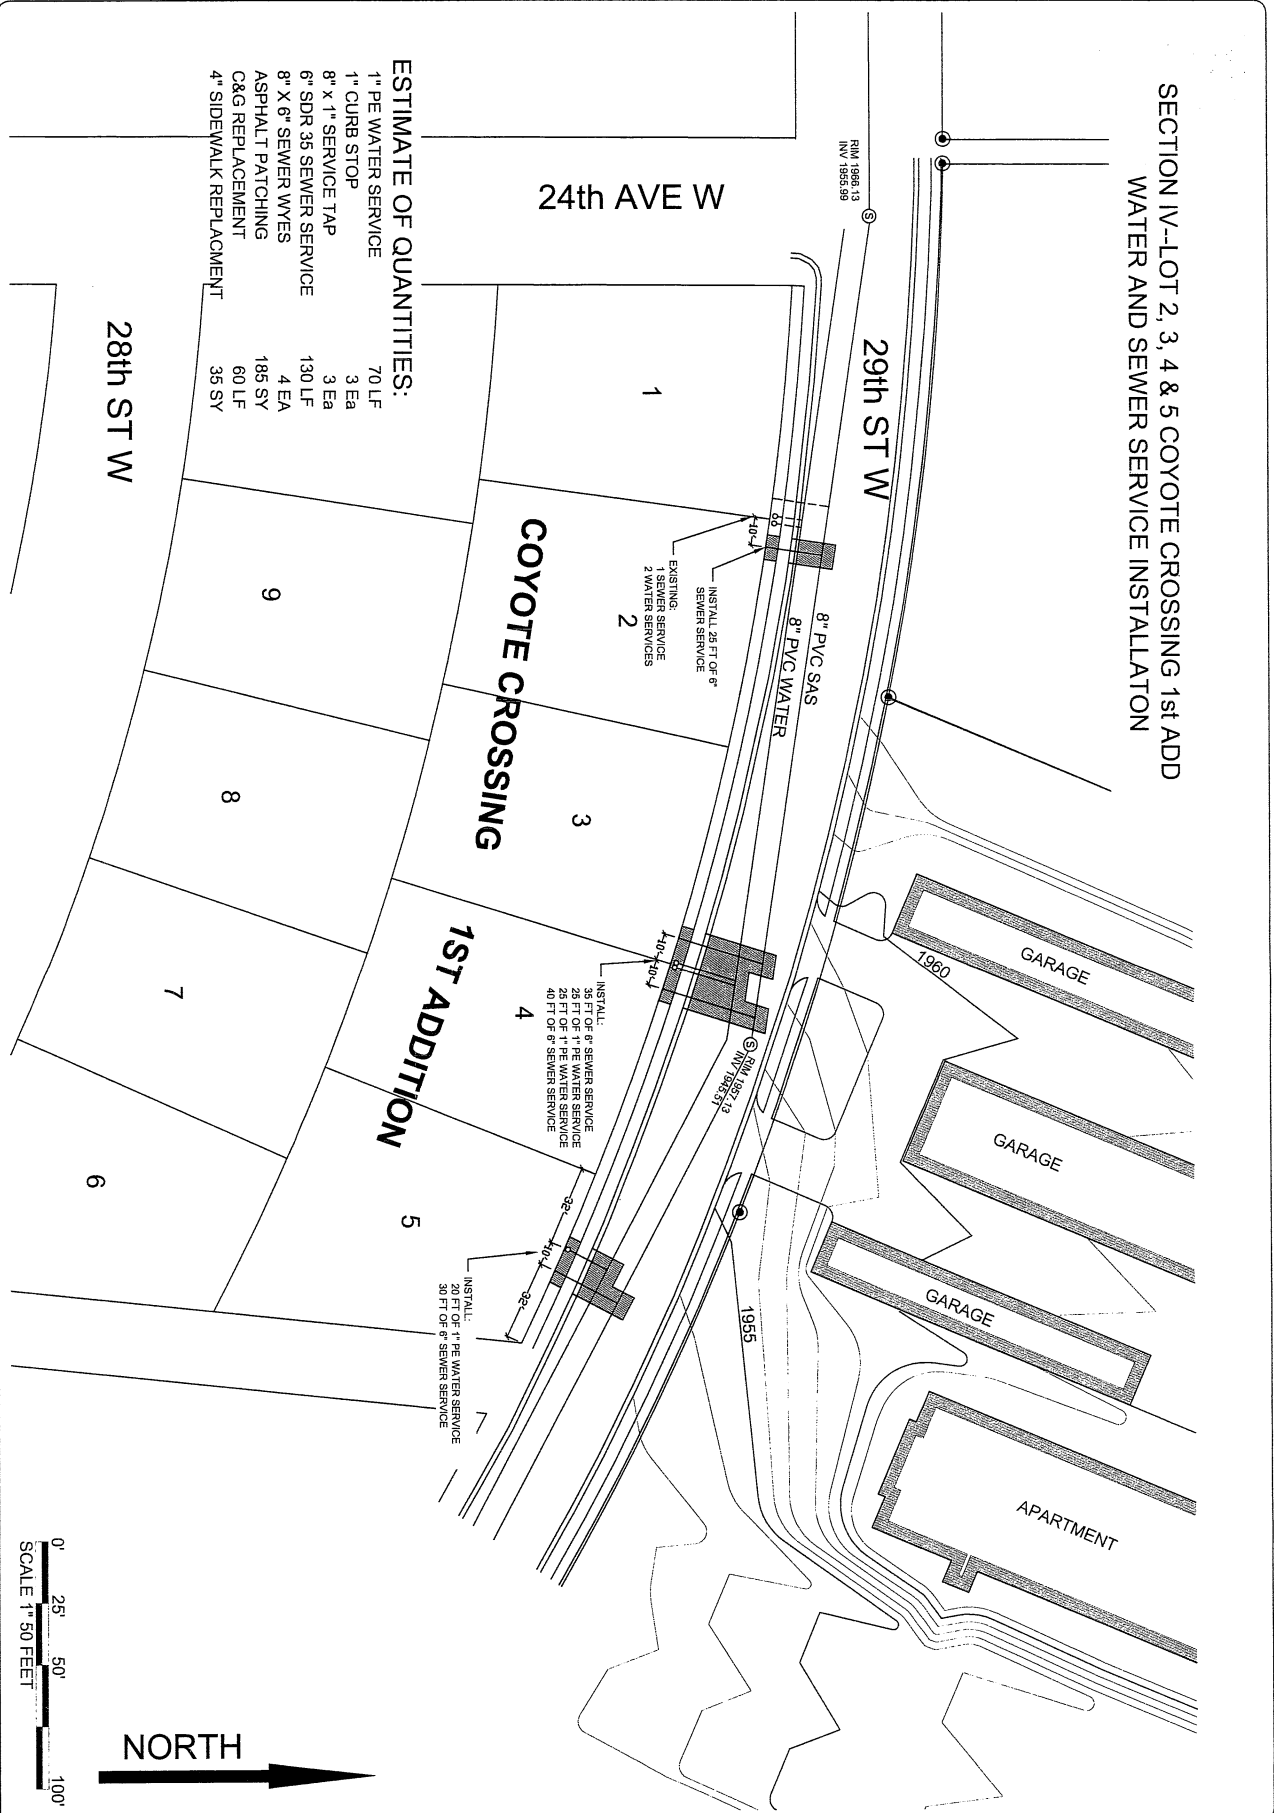 SECTION IV--LOT 2, 3, 4 & 5 COYOTE CROSSING 1st ADD
WATER AND SEWER SERVICE INSTALLATON
RIM 1966.13
INV 1955.99
29th ST W
24th AVE W
28th ST W
ESTIMATE OF QUANTITIES:
1" PE WATER SERVICE 70 LF
1" CURB STOP 3 Ea
8" x 1" SERVICE TAP 3 Ea
6" SDR 35 SEWER SERVICE 130 LF
8" X 6" SEWER WYES 4 EA
ASPHALT PATCHING 185 SY
C&G REPLACEMENT 60 LF
4" SIDEWALK REPLACMENT 35 SY
8" PVC SAS
8" PVC WATER
S
INSTALL 25 FT OF 6"
SEWER SERVICE
EXISTING:
1 SEWER SERVICE
2 WATER SERVICES
10'
1
2
3
4
5
6
7
8
9
COYOTE CROSSING
1ST ADDITION
10'
10'
INSTALL:
35 FT OF 6" SEWER SERVICE
25 FT OF 1" PE WATER SERVICE
25 FT OF 1" PE WATER SERVICE
40 FT OF 6" SEWER SERVICE
S
RIM 1957.13
INV 1945.51
32'
10'
32'
INSTALL:
20 FT OF 1" PE WATER SERVICE
30 FT OF 6" SEWER SERVICE
1960
1955
GARAGE
GARAGE
GARAGE
APARTMENT
0' 25' 50' 100'
SCALE 1" 50 FEET
NORTH